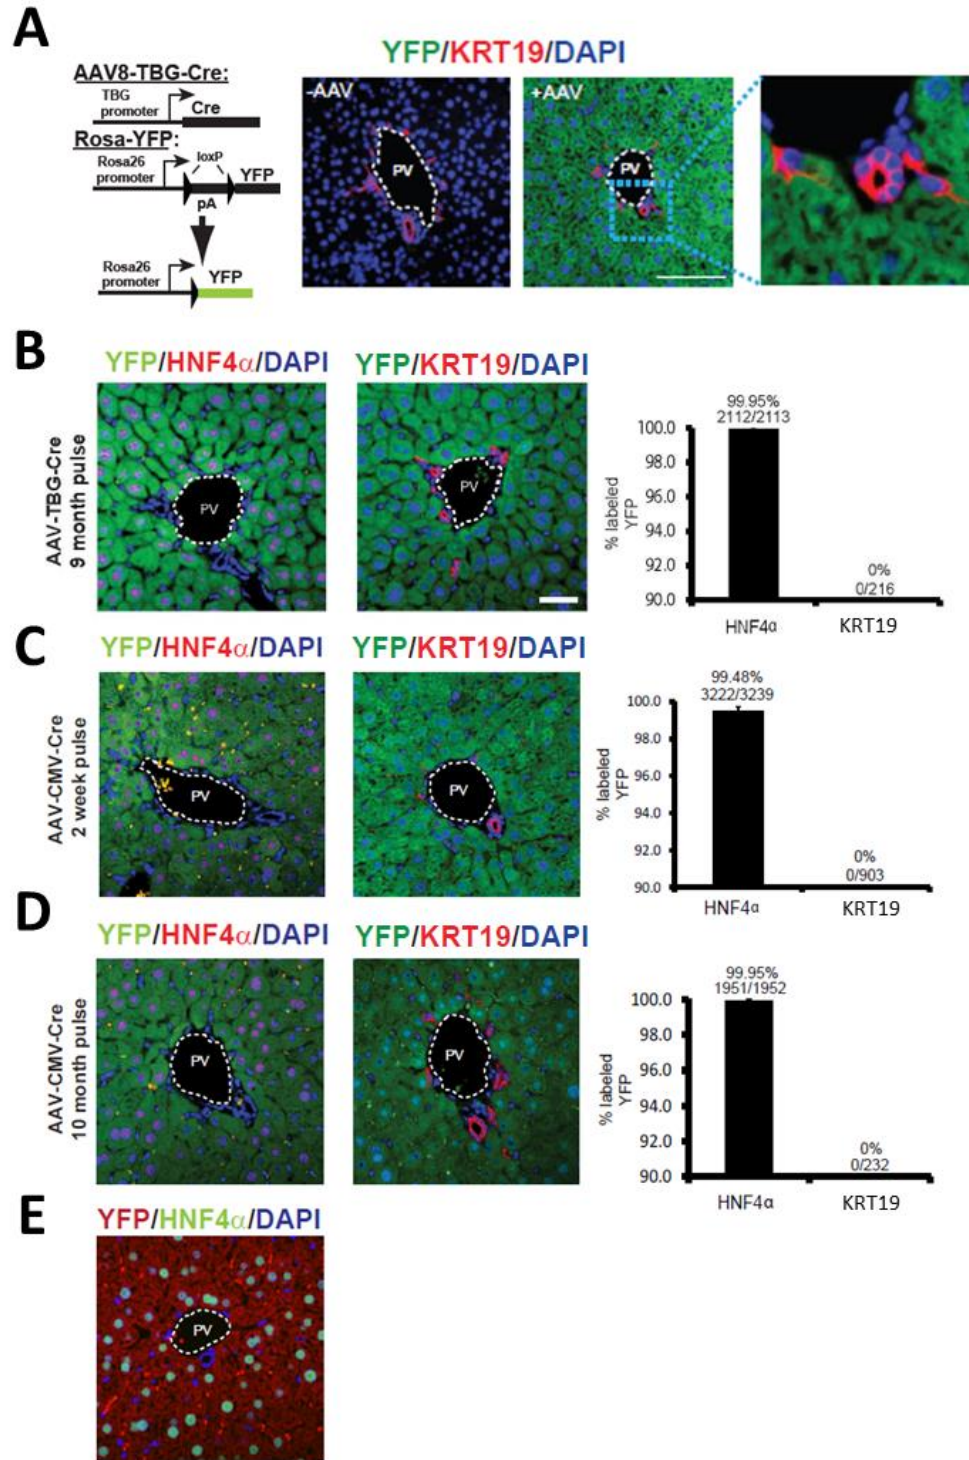 A
YFP/KRT19/DAPI
AAV8-TBG-Cre:
TBG
promoter
Cre
Rosa-YFP:
Rosa26
promoter
loxP
YFP
pA
Rosa26
promoter
YFP
-AAV
PV
+AAV
PV
B
YFP/HNF4α/DAPI
YFP/KRT19/DAPI
AAV-TBG-Cre
9 month pulse
PV
PV
99.95%
2112/2113
100.0
98.0
96.0
94.0
92.0
90.0
% labeled
YFP
0%
0/216
HNF4α
KRT19
C
YFP/HNF4α/DAPI
YFP/KRT19/DAPI
AAV-CMV-Cre
2 week pulse
PV
PV
99.48%
3222/3239
100.0
98.0
96.0
94.0
92.0
90.0
% labeled
YFP
0%
0/903
HNF4α
KRT19
D
YFP/HNF4α/DAPI
YFP/KRT19/DAPI
AAV-CMV-Cre
10 month pulse
PV
PV
99.95%
1951/1952
100.0
98.0
96.0
94.0
92.0
90.0
% labeled
YFP
0%
0/232
HNF4α
KRT19
E
YFP/HNF4α/DAPI
PV